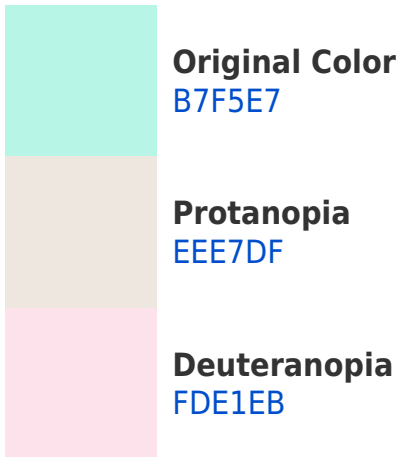 Original Color
B7F5E7
Protanopia
EEE7DF
Deuteranopia
FDE1EB